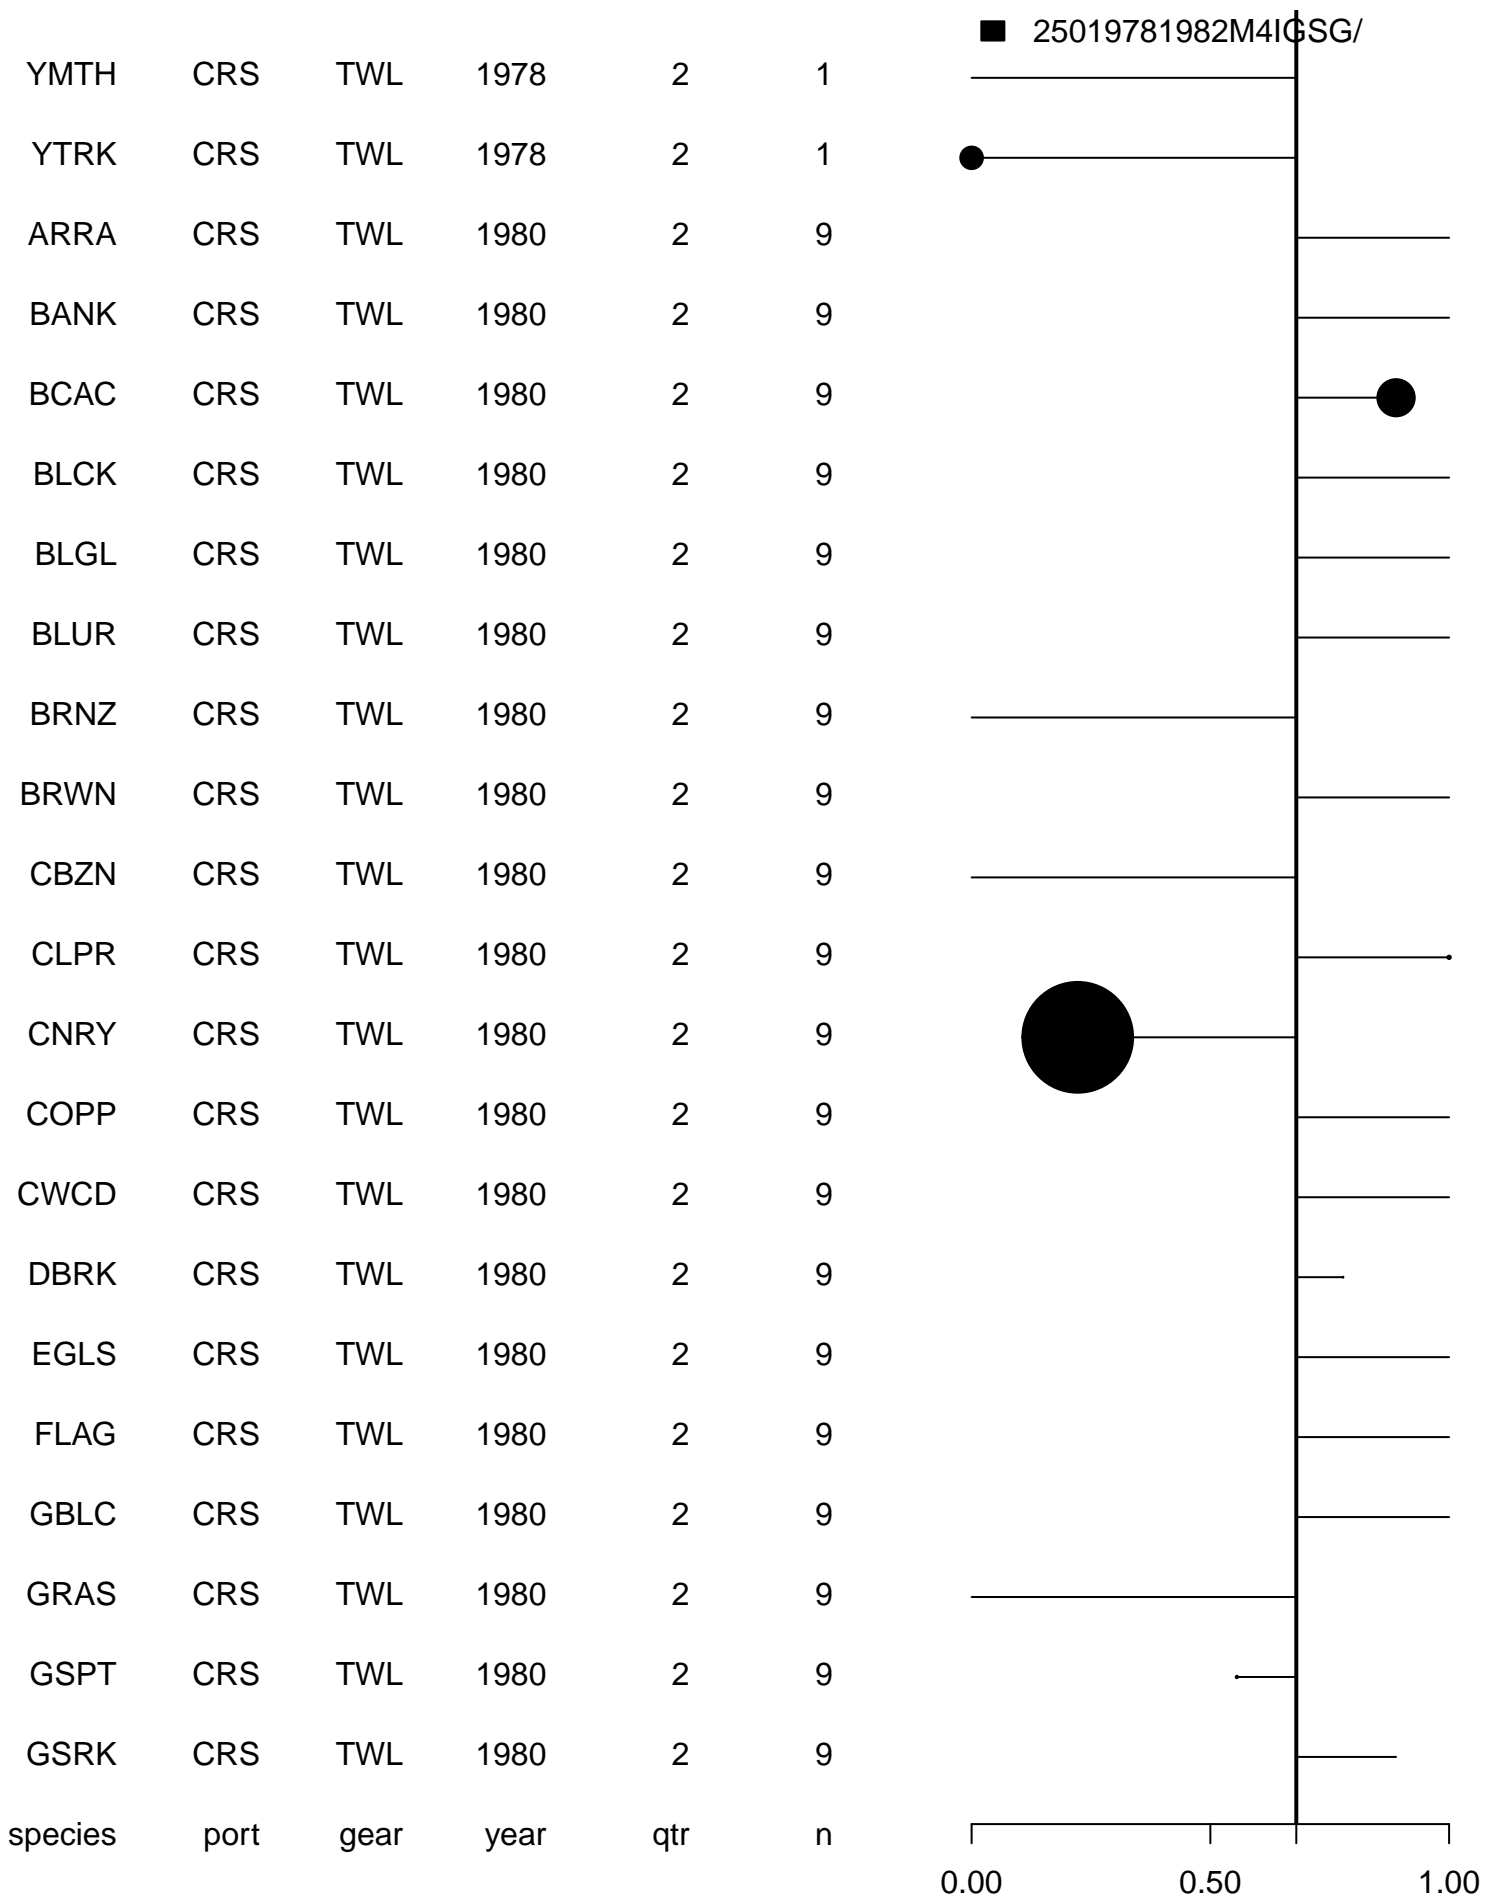 25019781982M4IGSG/
YMTH CRS TWL 1978 2 1
YTRK CRS TWL 1978 2 1
ARRA CRS TWL 1980 2 9
BANK CRS TWL 1980 2 9
BCAC CRS TWL 1980 2 9
BLCK CRS TWL 1980 2 9
BLGL CRS TWL 1980 2 9
BLUR CRS TWL 1980 2 9
BRNZ CRS TWL 1980 2 9
BRWN CRS TWL 1980 2 9
CBZN CRS TWL 1980 2 9
CLPR CRS TWL 1980 2 9
CNRY CRS TWL 1980 2 9
COPP CRS TWL 1980 2 9
CWCD CRS TWL 1980 2 9
DBRK CRS TWL 1980 2 9
EGLS CRS TWL 1980 2 9
FLAG CRS TWL 1980 2 9
GBLC CRS TWL 1980 2 9
GRAS CRS TWL 1980 2 9
GSPT CRS TWL 1980 2 9
GSRK CRS TWL 1980 2 9
species port gear year qtr n
0.00 0.50 1.00